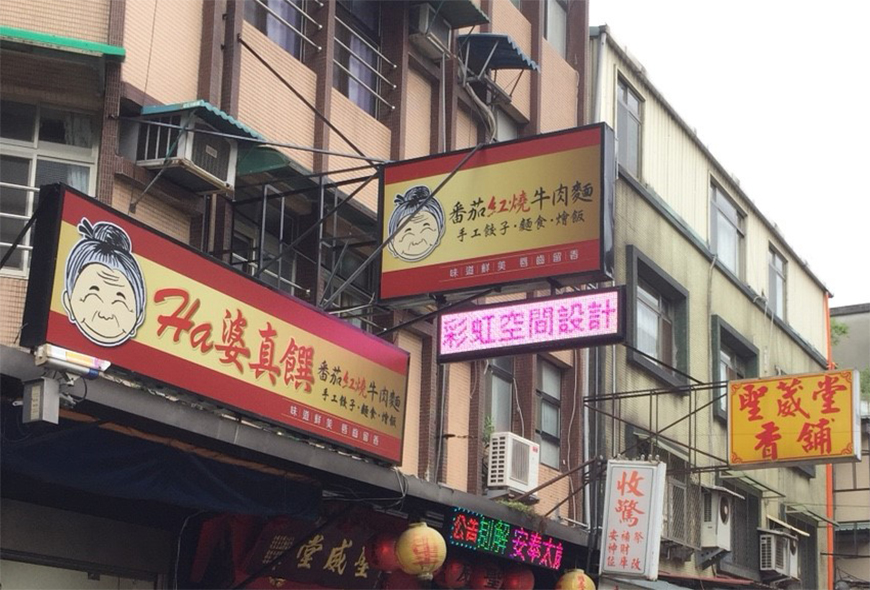 番茄紅燒牛肉麵
手工餃子·麵食·燴飯
味道鮮美 唇齒留香
Ha婆真饌
番茄紅燒牛肉麵
手工餃子·麵食·燴飯
味道鮮美 唇齒留香
彩虹空間設計
聖葳堂
香舖
收驚
公告 安奉太歲